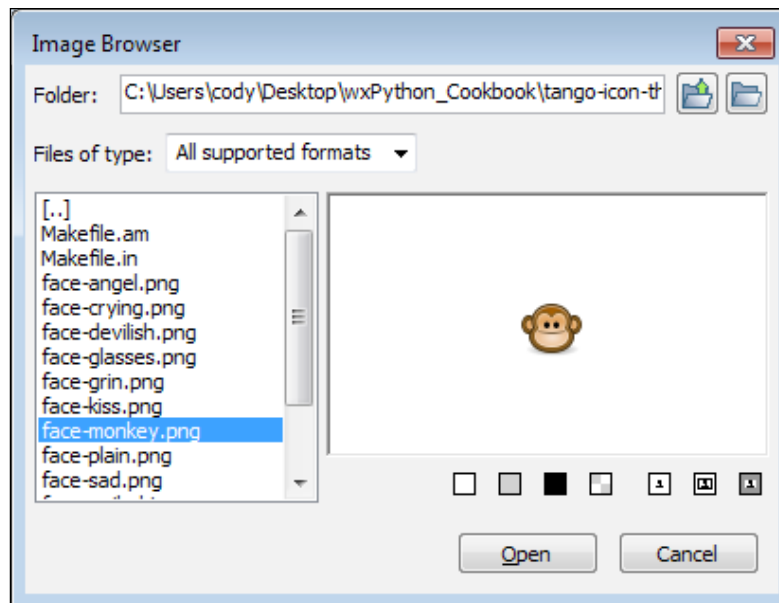 Image Browser
Folder: C:\Users\cody\Desktop\wxPython_Cookbook\tango-icon-th
Files of type: All supported formats
[..]
Makefile.am
Makefile.in
face-angel.png
face-crying.png
face-devilish.png
face-glasses.png
face-grin.png
face-kiss.png
face-monkey.png
face-plain.png
face-sad.png
Open Cancel